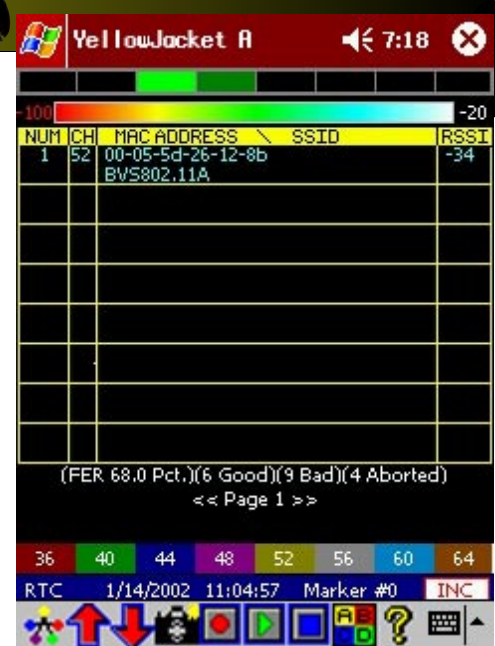 YellowJacket A 7:18
-100 -20
NUM CH MAC ADDRESS \ SSID RSSI
1 52 00-05-5d-26-12-8b -34
BVS802.11A
(FER 68.0 Pct.)(6 Good)(9 Bad)(4 Aborted)
<< Page 1 >>
36 40 44 48 52 56 60 64
RTC 1/14/2002 11:04:57 Marker #0 INC
A B C D ?